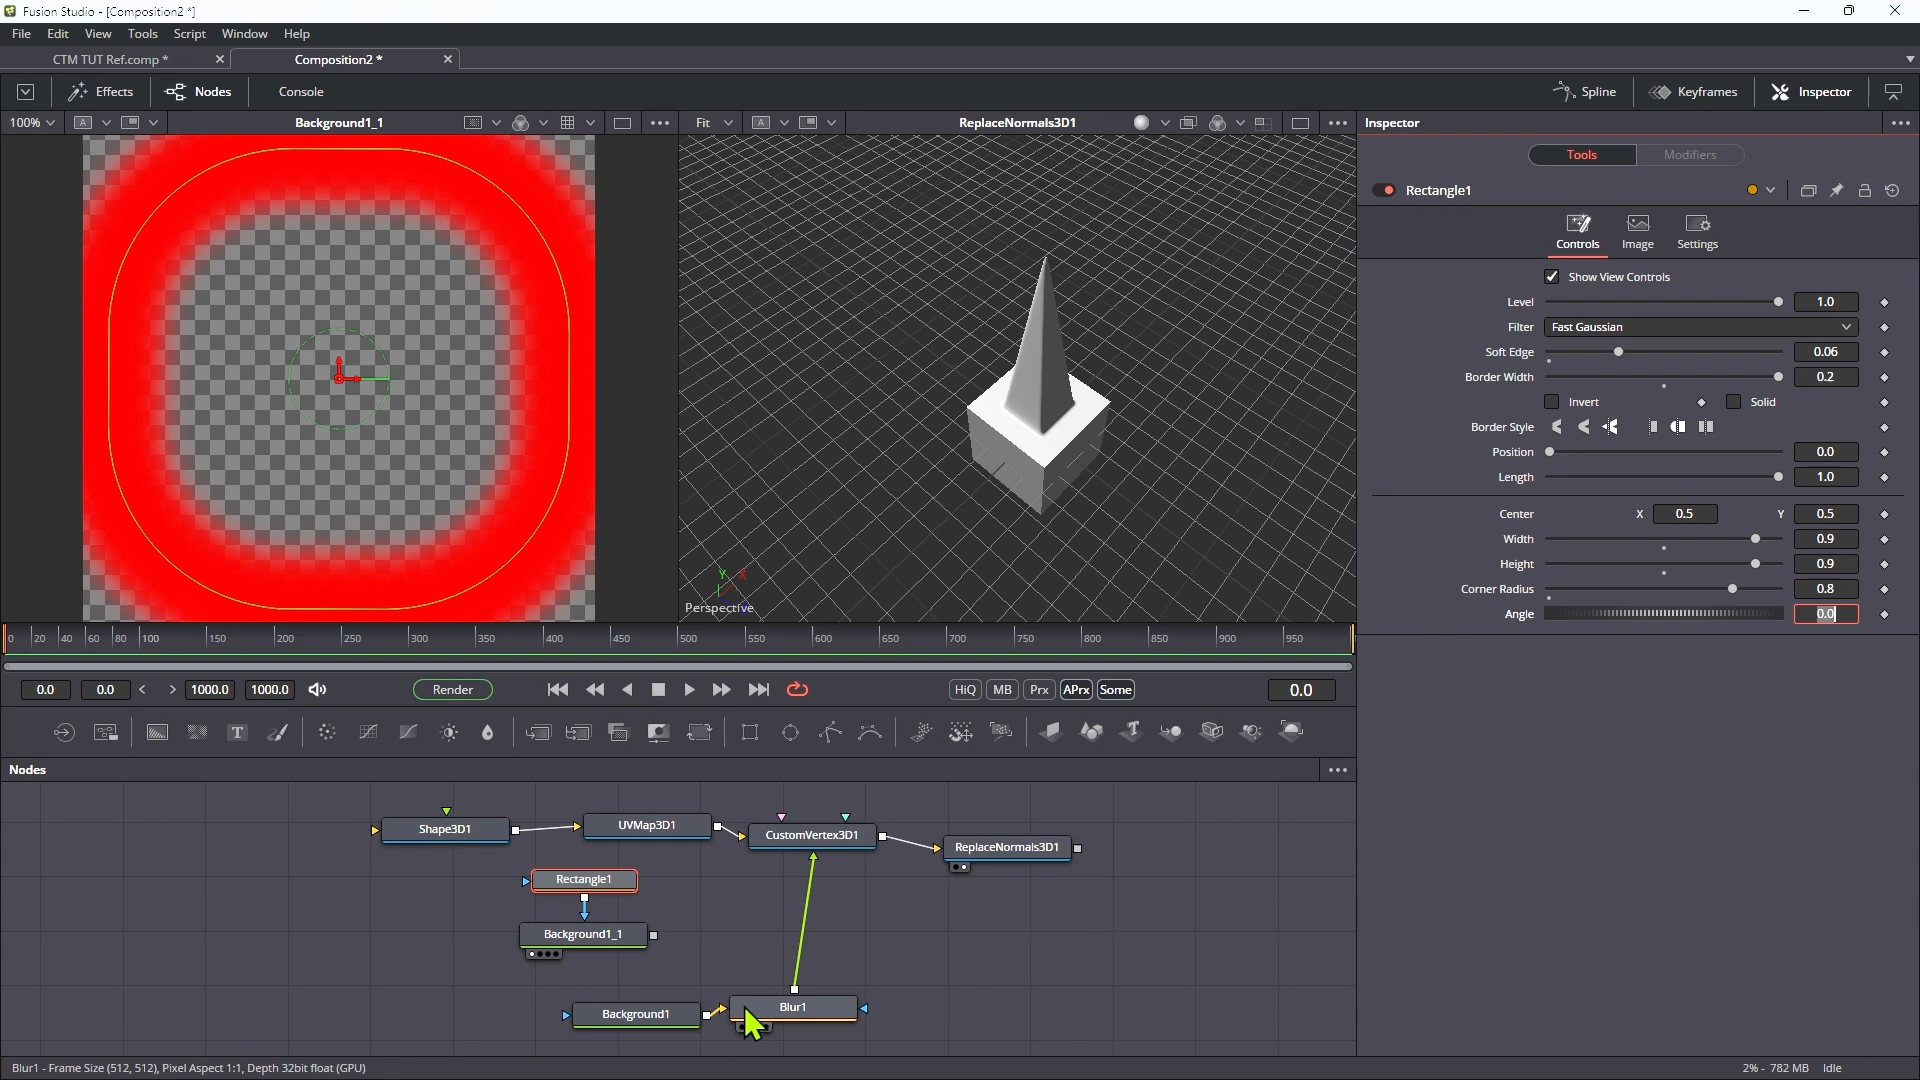 Fusion Studio - [Composition2 *]
File Edit View Tools Script Window Help
CTM TUT Ref.comp * Composition2 *
Effects Nodes Console Spline Keyframes Inspector
100% A Background1_1 Fit A ReplaceNormals3D1 Inspector
Tools Modifiers
Rectangle1
Controls Image Settings
Show View Controls
Level 1.0
Filter Fast Gaussian
Soft Edge 0.06
Border Width 0.2
Invert Solid
Border Style
Position 0.0
Length 1.0
Center X 0.5 Y 0.5
Width 0.9
Height 0.9
Corner Radius 0.8
Angle 0.0
Y X
Perspective
0 20 40 60 80 100 150 200 250 300 350 400 450 500 550 600 650 700 750 800 850 900 950
0.0 0.0 1000.0 1000.0 Render HiQ MB Prx APrx Some 0.0
T T
Nodes
Shape3D1 UVMap3D1 CustomVertex3D1 ReplaceNormals3D1
Rectangle1
Background1_1
Background1 Blur1
Blur1 - Frame Size (512, 512), Pixel Aspect 1:1, Depth 32bit float (GPU) 2% - 782 MB Idle